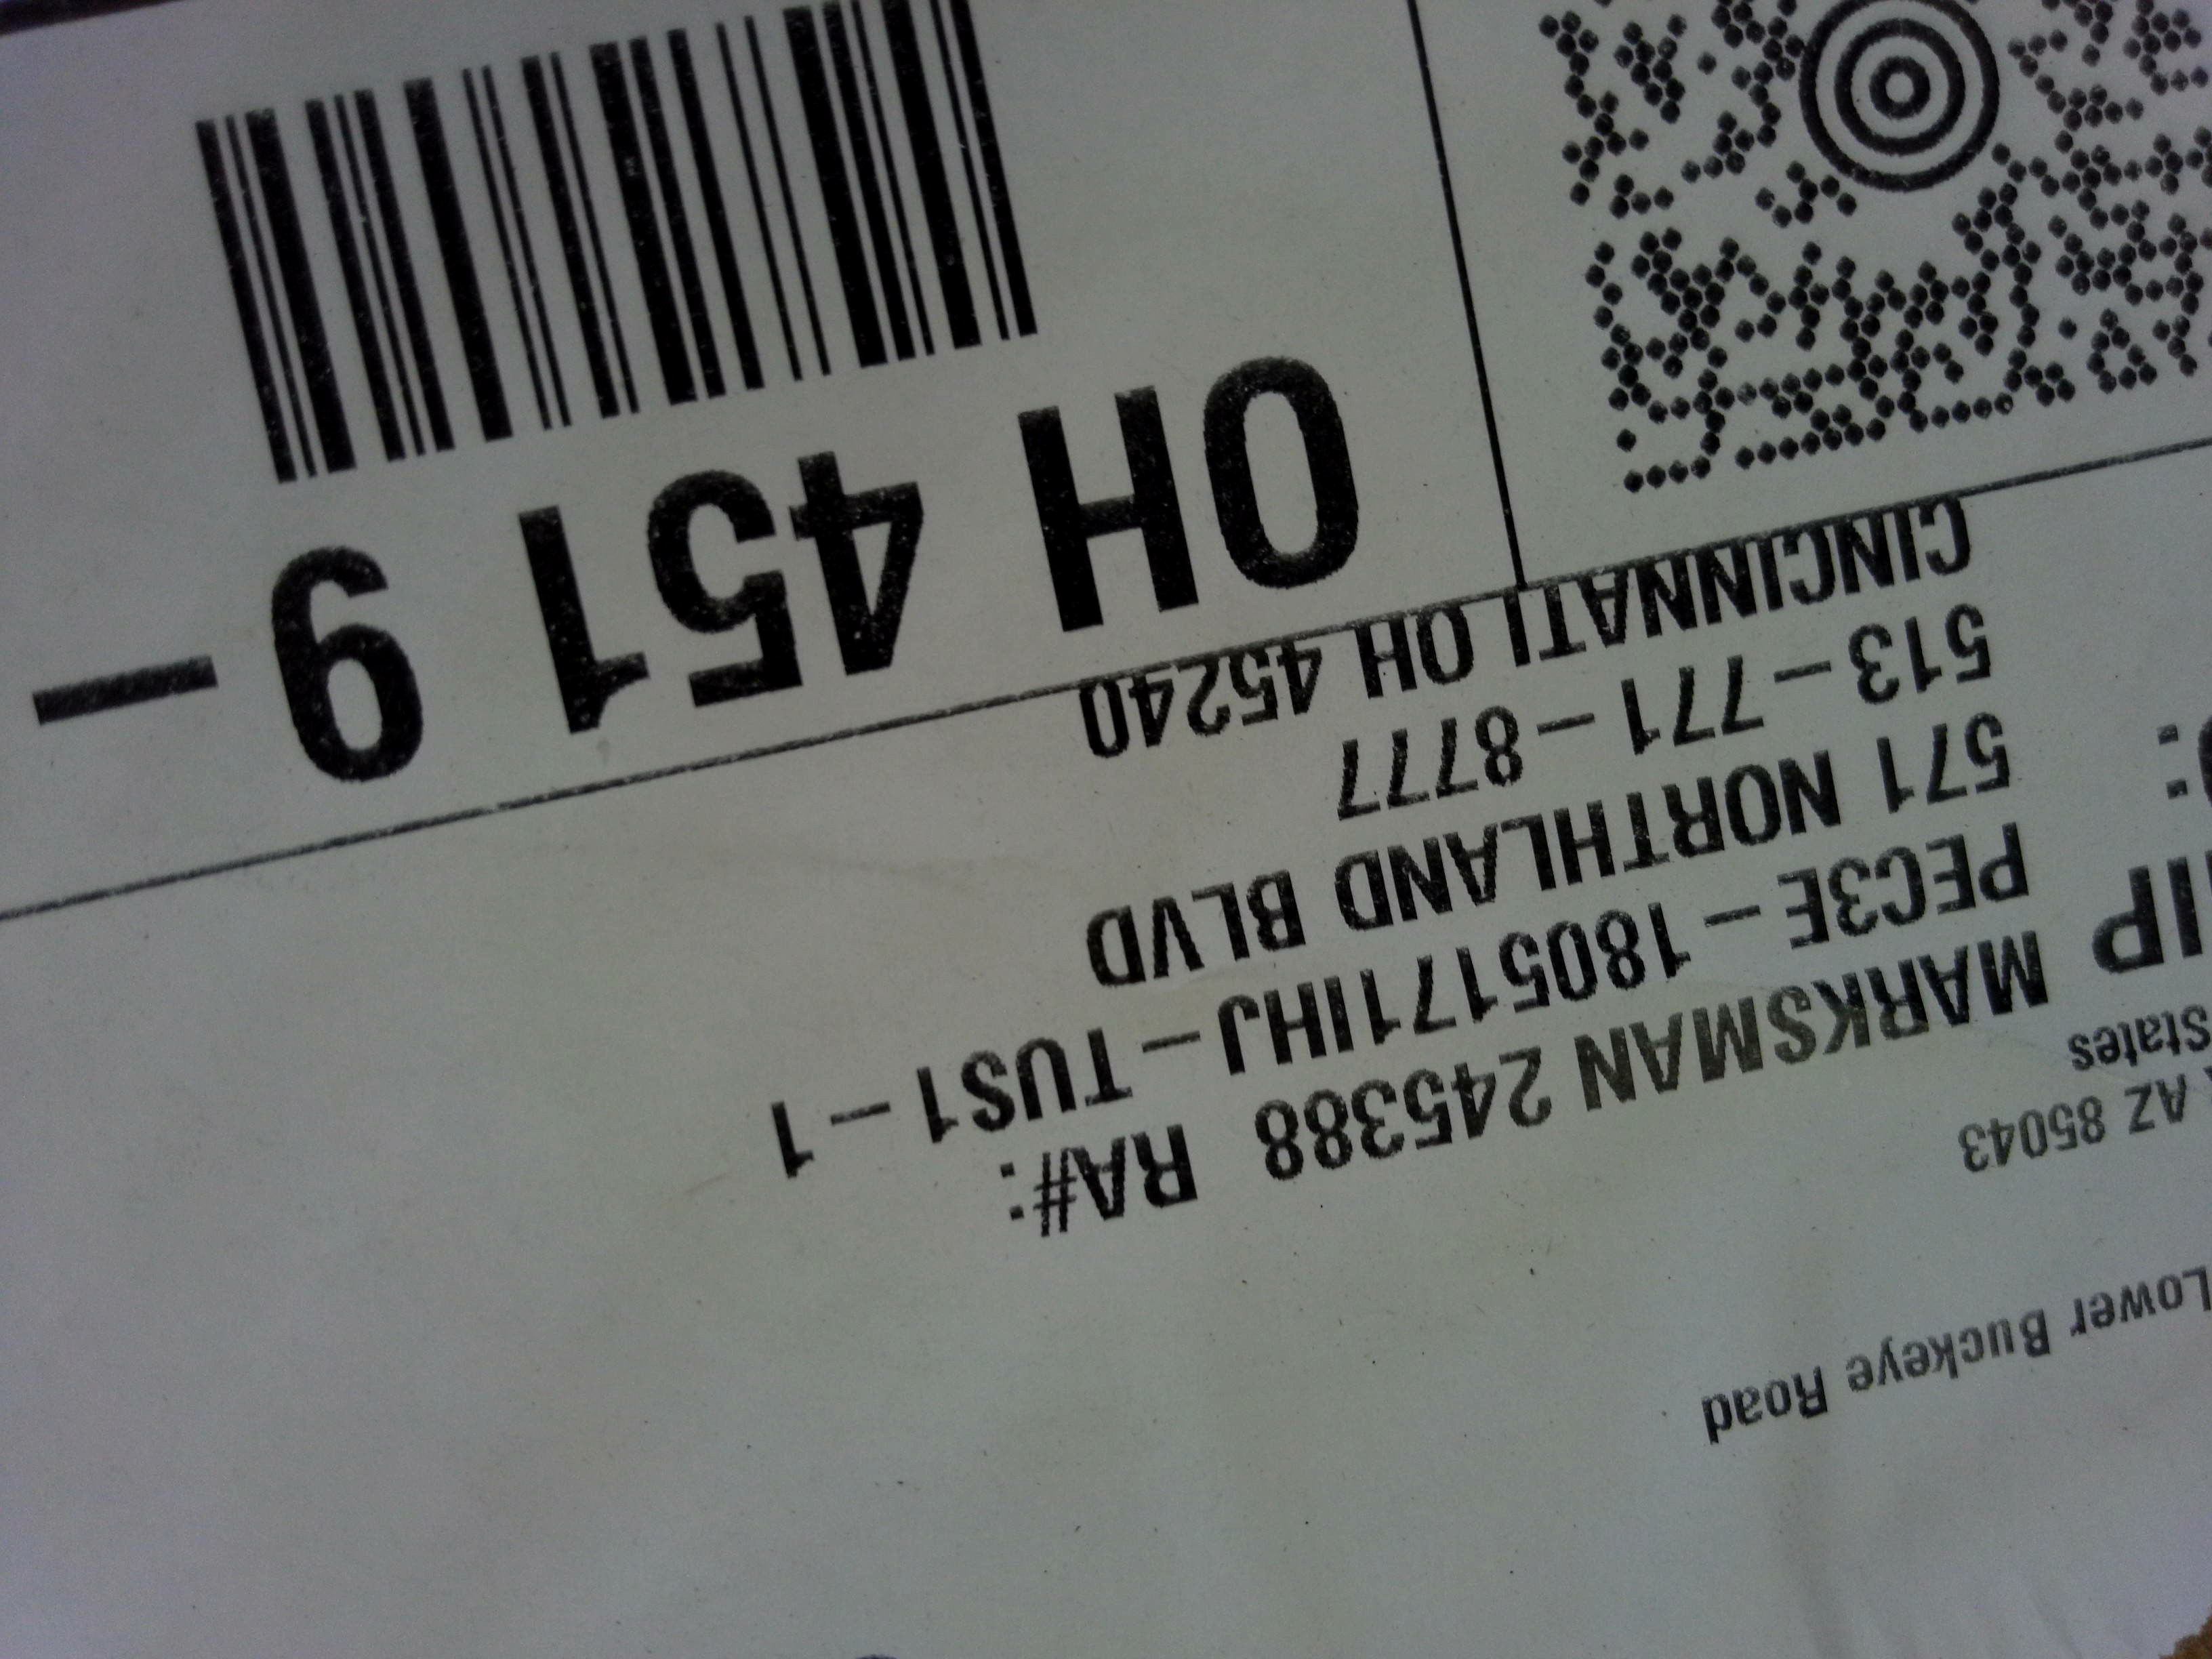 Lower Buckeye Road
AZ 85043
States
MARKSMAN 245388 RA#:
PEC3E – 1805171IHJ – TUS1 – 1
571 NORTHLAND BLVD
513 – 771 – 8777
CINCINNATI OH 45240
OH 451 9 –